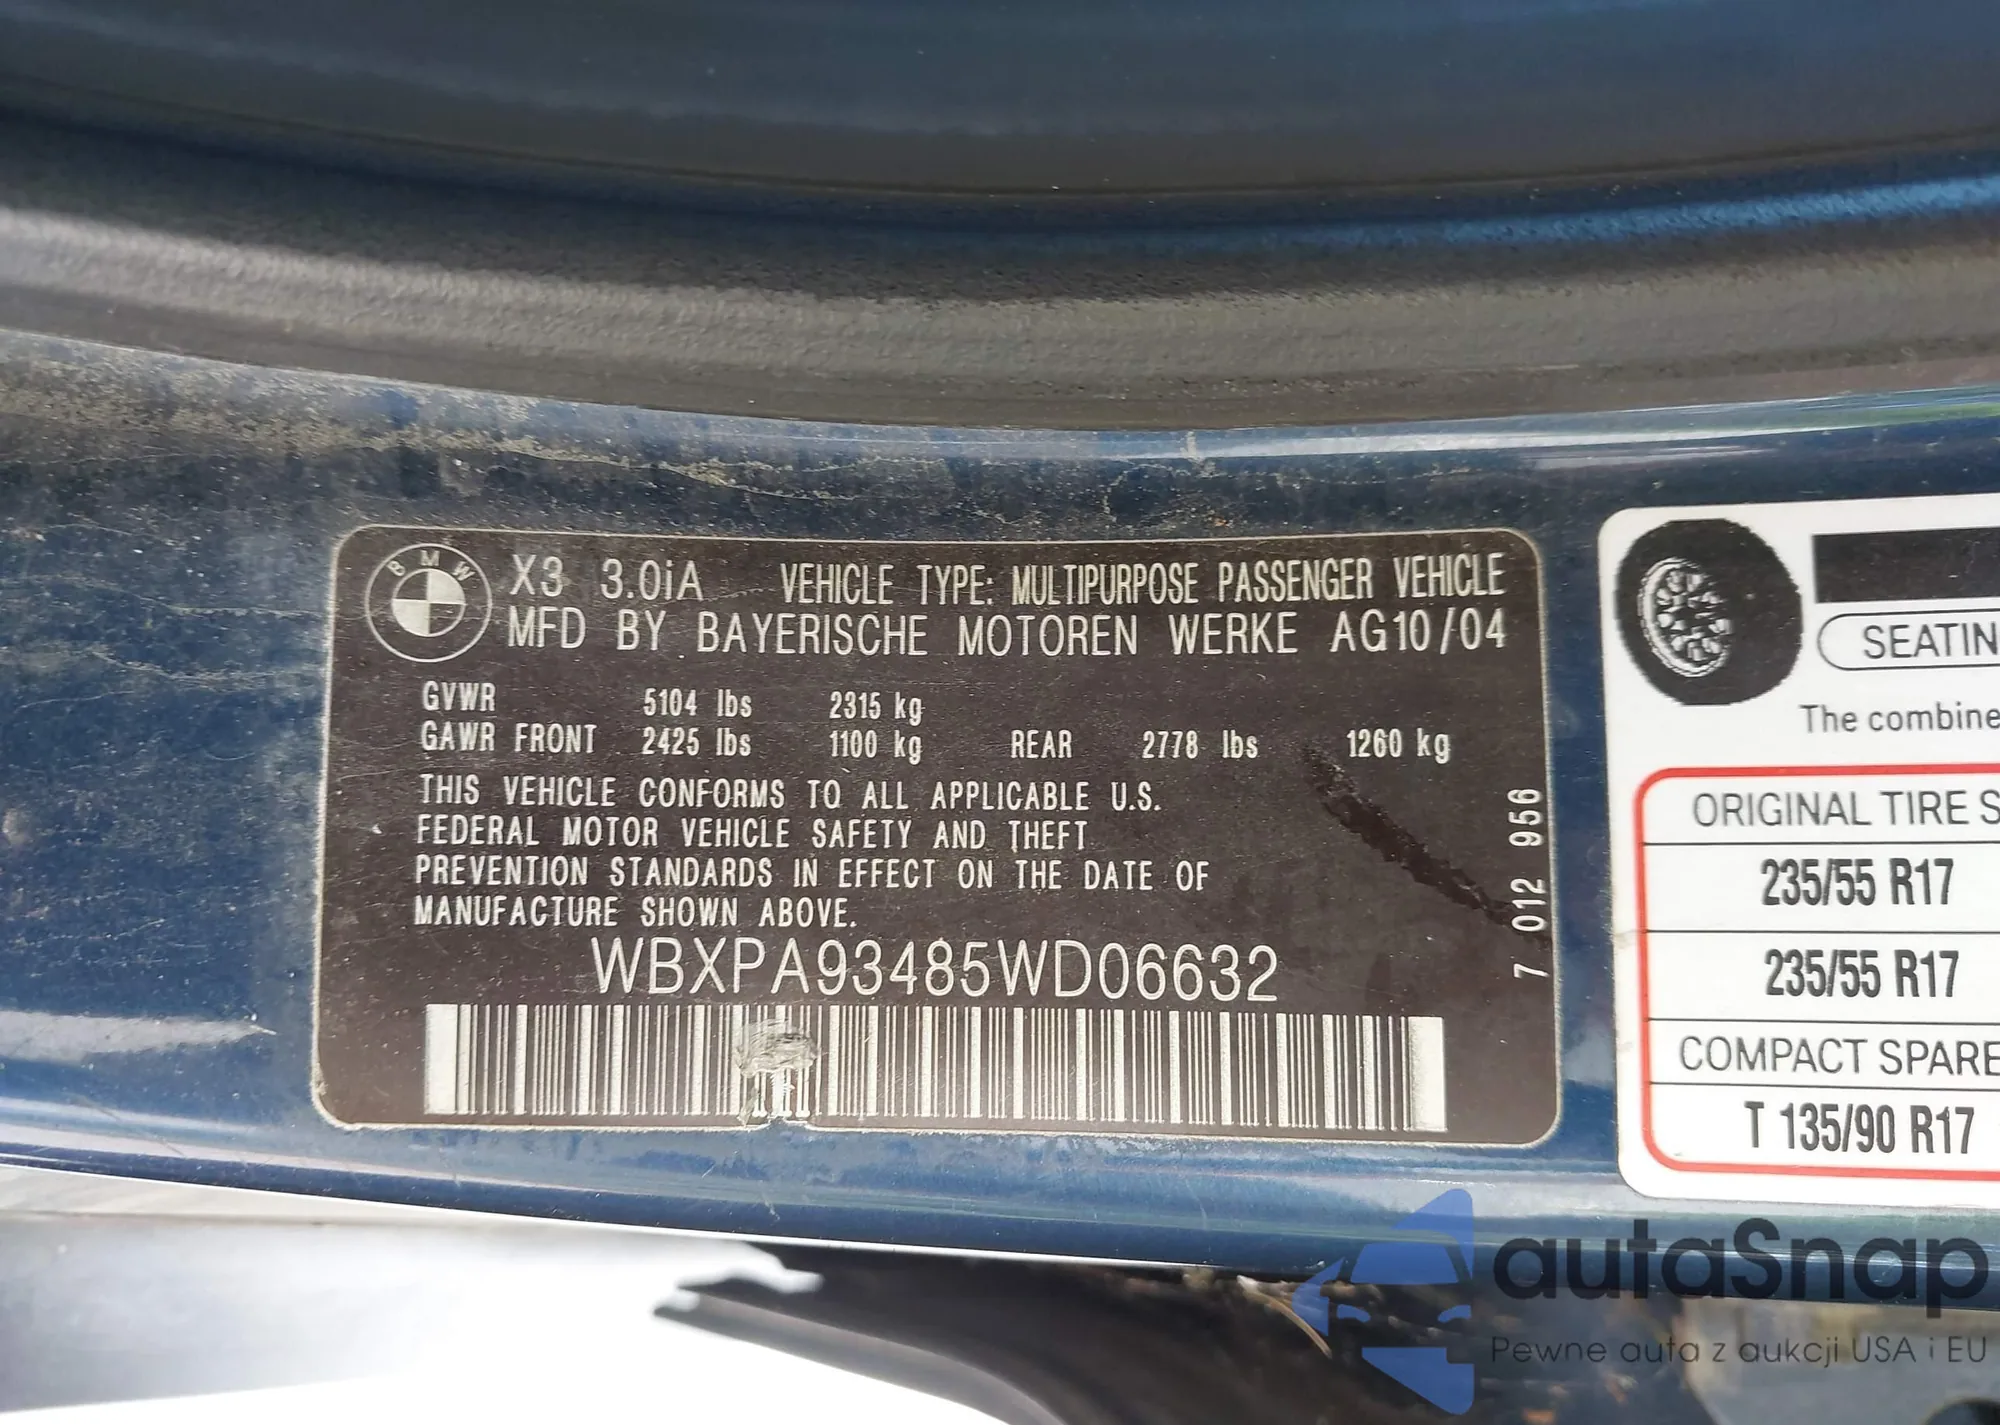 BMW
X3 3.0iA VEHICLE TYPE: MULTIPURPOSE PASSENGER VEHICLE
MFD BY BAYERISCHE MOTOREN WERKE AG10/04
GVWR 5104 lbs 2315 kg
GAWR FRONT 2425 lbs 1100 kg REAR 2778 lbs 1260 kg
THIS VEHICLE CONFORMS TO ALL APPLICABLE U.S.
FEDERAL MOTOR VEHICLE SAFETY AND THEFT
PREVENTION STANDARDS IN EFFECT ON THE DATE OF
MANUFACTURE SHOWN ABOVE.
WBXPA93485WD06632
7 012 956
SEATIN
The combine
ORIGINAL TIRE S
235/55 R17
235/55 R17
COMPACT SPARE
T 135/90 R17
autaSnap
Pewne auta z aukcji USA i EU